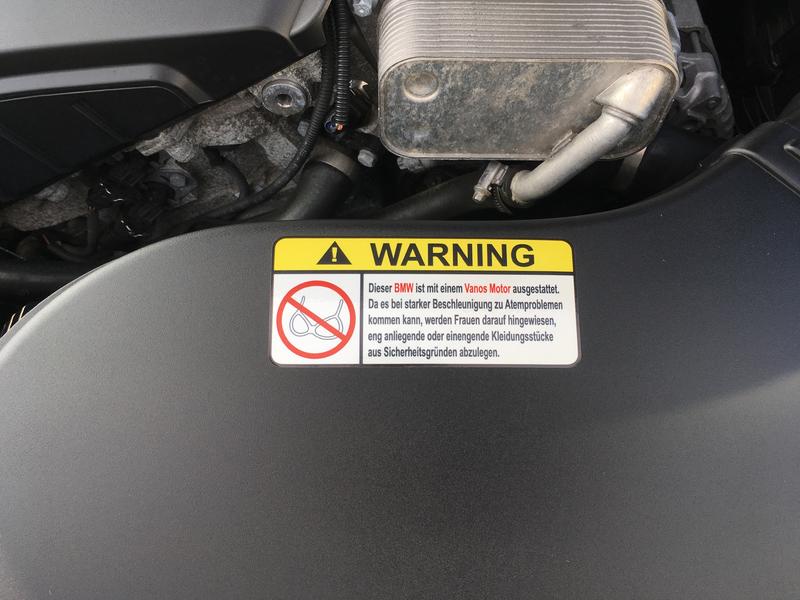 WARNING
Dieser BMW ist mit einem Vanos Motor ausgestattet.
Da es bei starker Beschleunigung zu Atemproblemen
kommen kann, werden Frauen darauf hingewiesen,
eng anliegende oder einengende Kleidungsstücke
aus Sicherheitsgründen abzulegen.